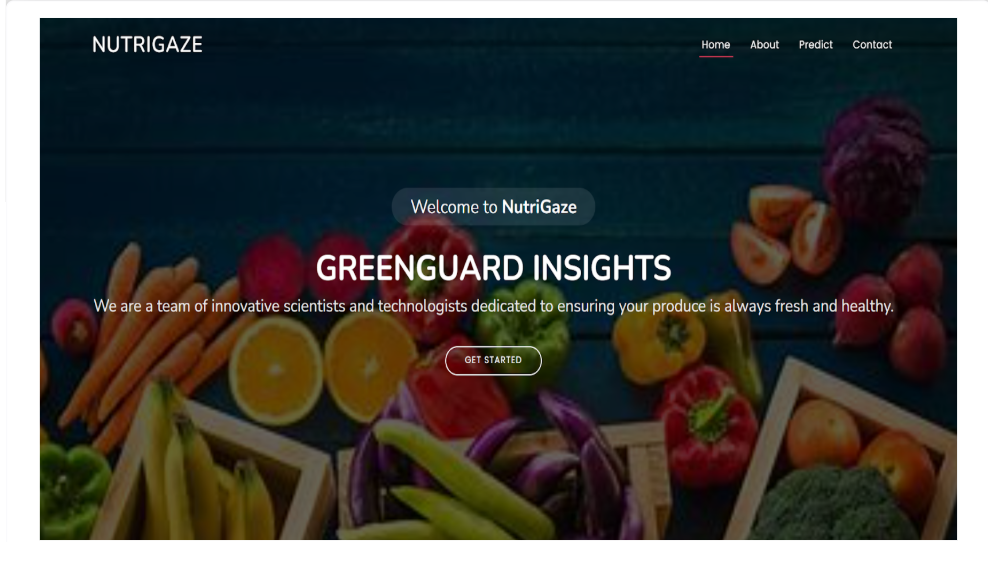 NUTRIGAZE
Home About Predict Contact
Welcome to NutriGaze
GREENGUARD INSIGHTS
We are a team of innovative scientists and technologists dedicated to ensuring your produce is always fresh and healthy.
GET STARTED